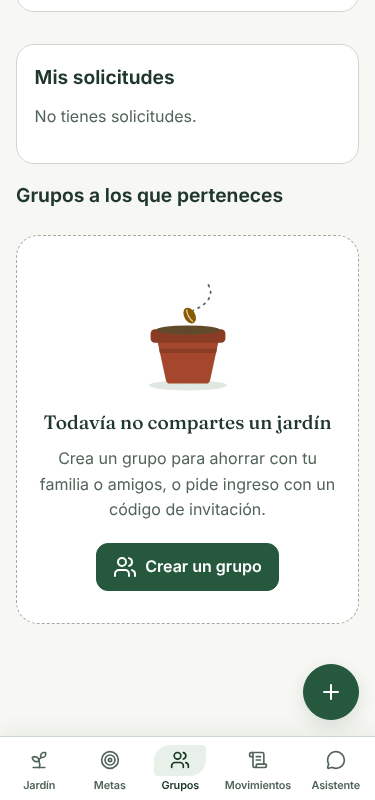 Mis solicitudes
No tienes solicitudes.
Grupos a los que perteneces
Todavía no compartes un jardín
Crea un grupo para ahorrar con tu
familia o amigos, o pide ingreso con un
código de invitación.
Crear un grupo
Jardín
Metas
Grupos
Movimientos
Asistente